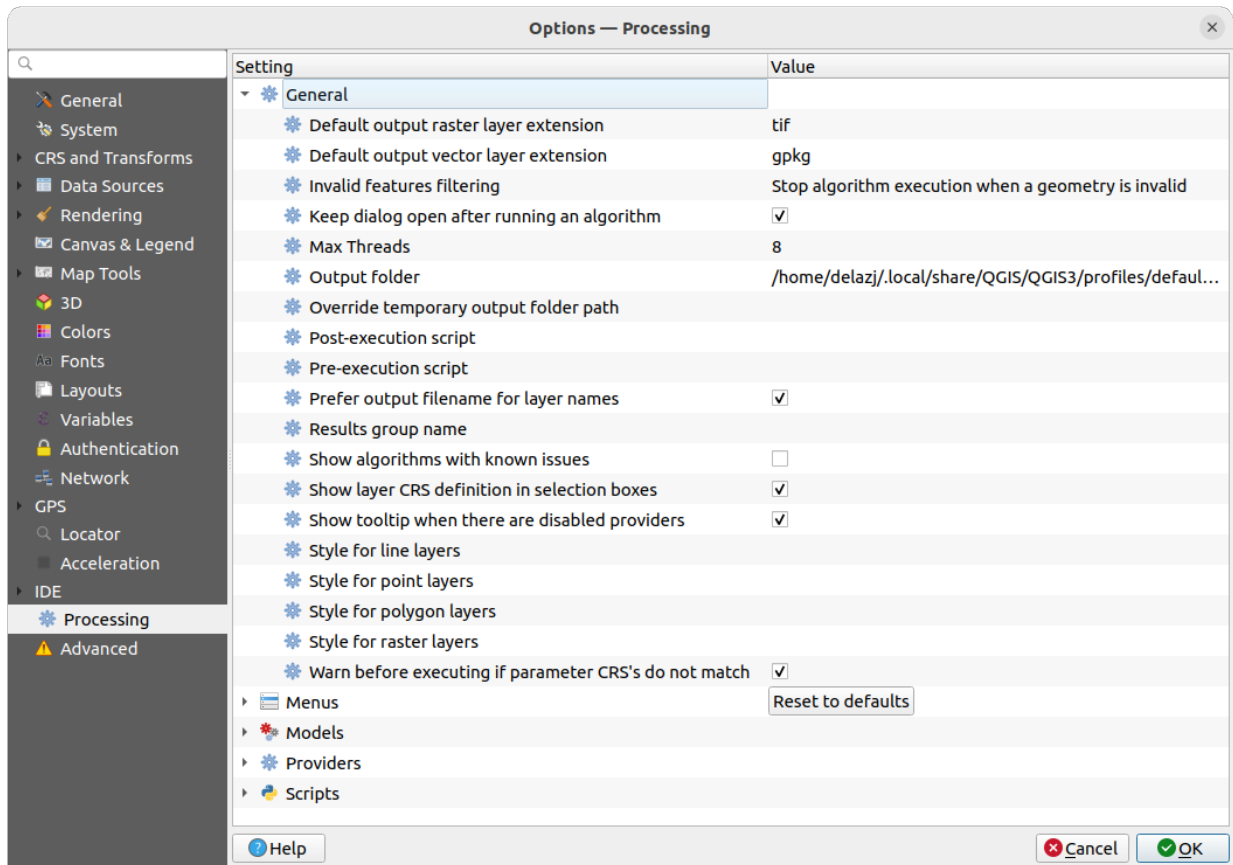 Options — Processing
General
System
CRS and Transforms
Data Sources
Rendering
Canvas & Legend
Map Tools
3D
Colors
Fonts
Layouts
Variables
Authentication
Network
GPS
Locator
Acceleration
IDE
Processing
Advanced
Setting Value
General
Default output raster layer extension tif
Default output vector layer extension gpkg
Invalid features filtering Stop algorithm execution when a geometry is invalid
Keep dialog open after running an algorithm
Max Threads 8
Output folder /home/delazj/.local/share/QGIS/QGIS3/profiles/defaul...
Override temporary output folder path
Post-execution script
Pre-execution script
Prefer output filename for layer names
Results group name
Show algorithms with known issues
Show layer CRS definition in selection boxes
Show tooltip when there are disabled providers
Style for line layers
Style for point layers
Style for polygon layers
Style for raster layers
Warn before executing if parameter CRS's do not match
Menus Reset to defaults
Models
Providers
Scripts
Help Cancel OK